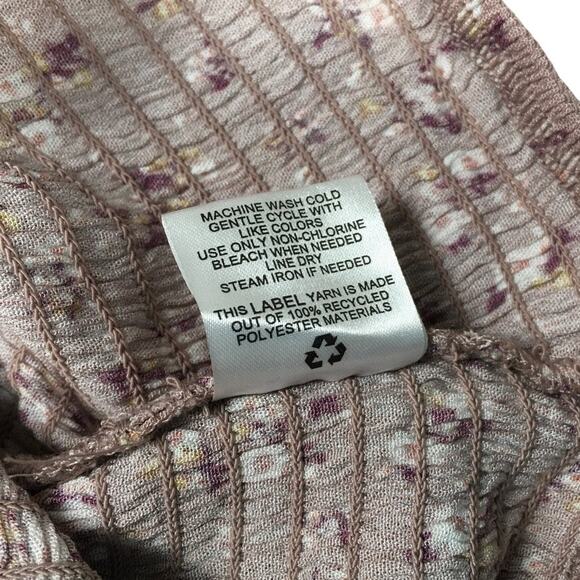 MACHINE WASH COLD
GENTLE CYCLE WITH
LIKE COLORS
USE ONLY NON-CHLORINE
BLEACH WHEN NEEDED
LINE DRY
STEAM IRON IF NEEDED
THIS LABEL YARN IS MADE
OUT OF 100% RECYCLED
POLYESTER MATERIALS